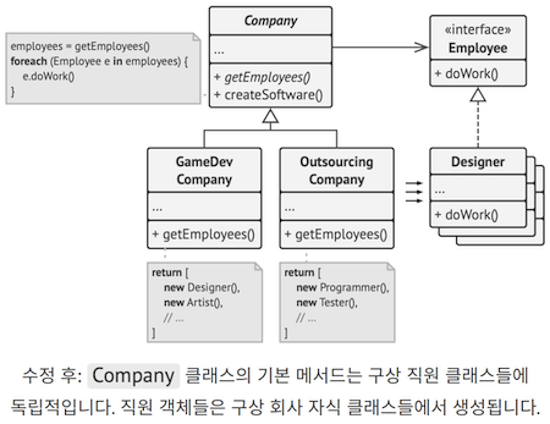 Company
...
+ getEmployees()
+ createSoftware()
employees = getEmployees()
foreach (Employee e in employees) {
e.doWork()
}
«interface»
Employee
+ doWork()
GameDev
Company
...
+ getEmployees()
Outsourcing
Company
...
+ getEmployees()
Designer
...
+ doWork()
return [
new Designer(),
new Artist(),
// ...
]
return [
new Programmer(),
new Tester(),
// ...
]
수정 후: Company 클래스의 기본 메서드는 구상 직원 클래스들에
독립적입니다. 직원 객체들은 구상 회사 자식 클래스들에서 생성됩니다.